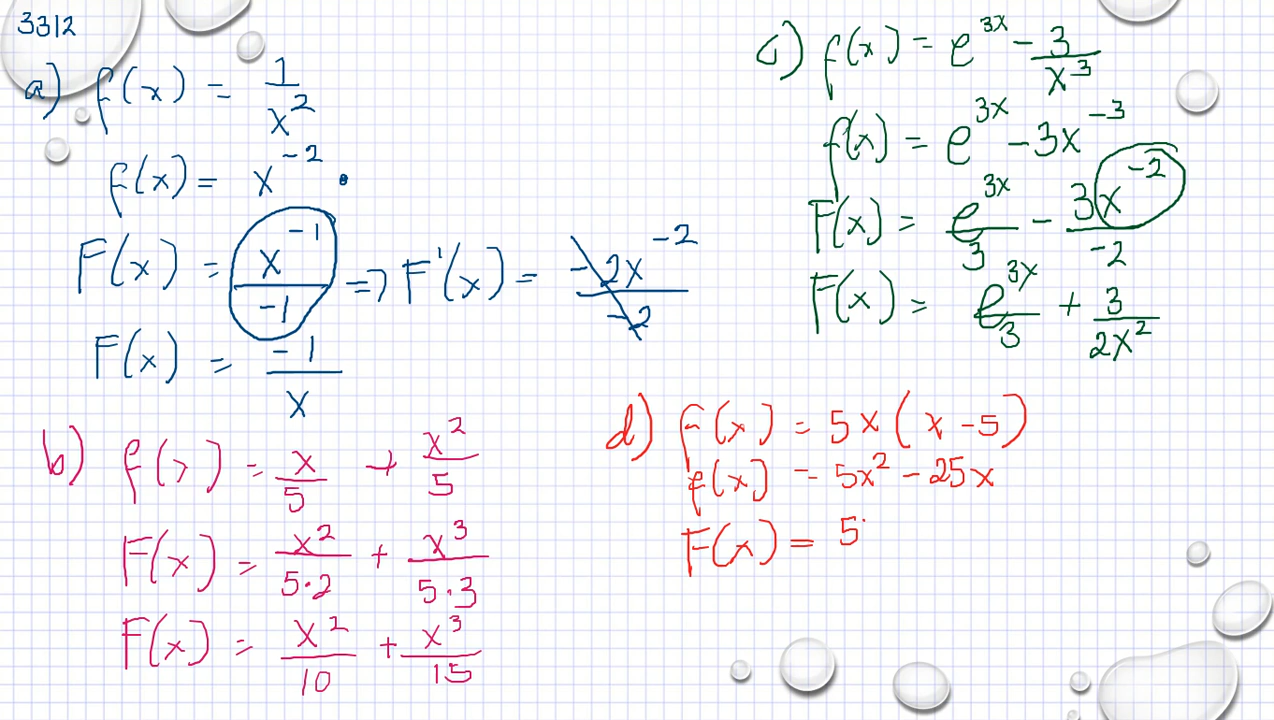 3312
a) f(x) = 1/x²
f(x) = x⁻²
F(x) = x⁻¹/-1 => F'(x) = -2x⁻²/-2
F(x) = -1/x
b) f(x) = x/5 + x²/5
F(x) = x²/5·2 + x³/5·3
F(x) = x²/10 + x³/15
c) f(x) = e³ˣ - 3/x³
f(x) = e³ˣ - 3x⁻³
F(x) = e³ˣ/3 - 3x⁻²/-2
F(x) = e³ˣ/3 + 3/2x²
d) f(x) = 5x(x-5)
f(x) = 5x² - 25x
F(x) = 5